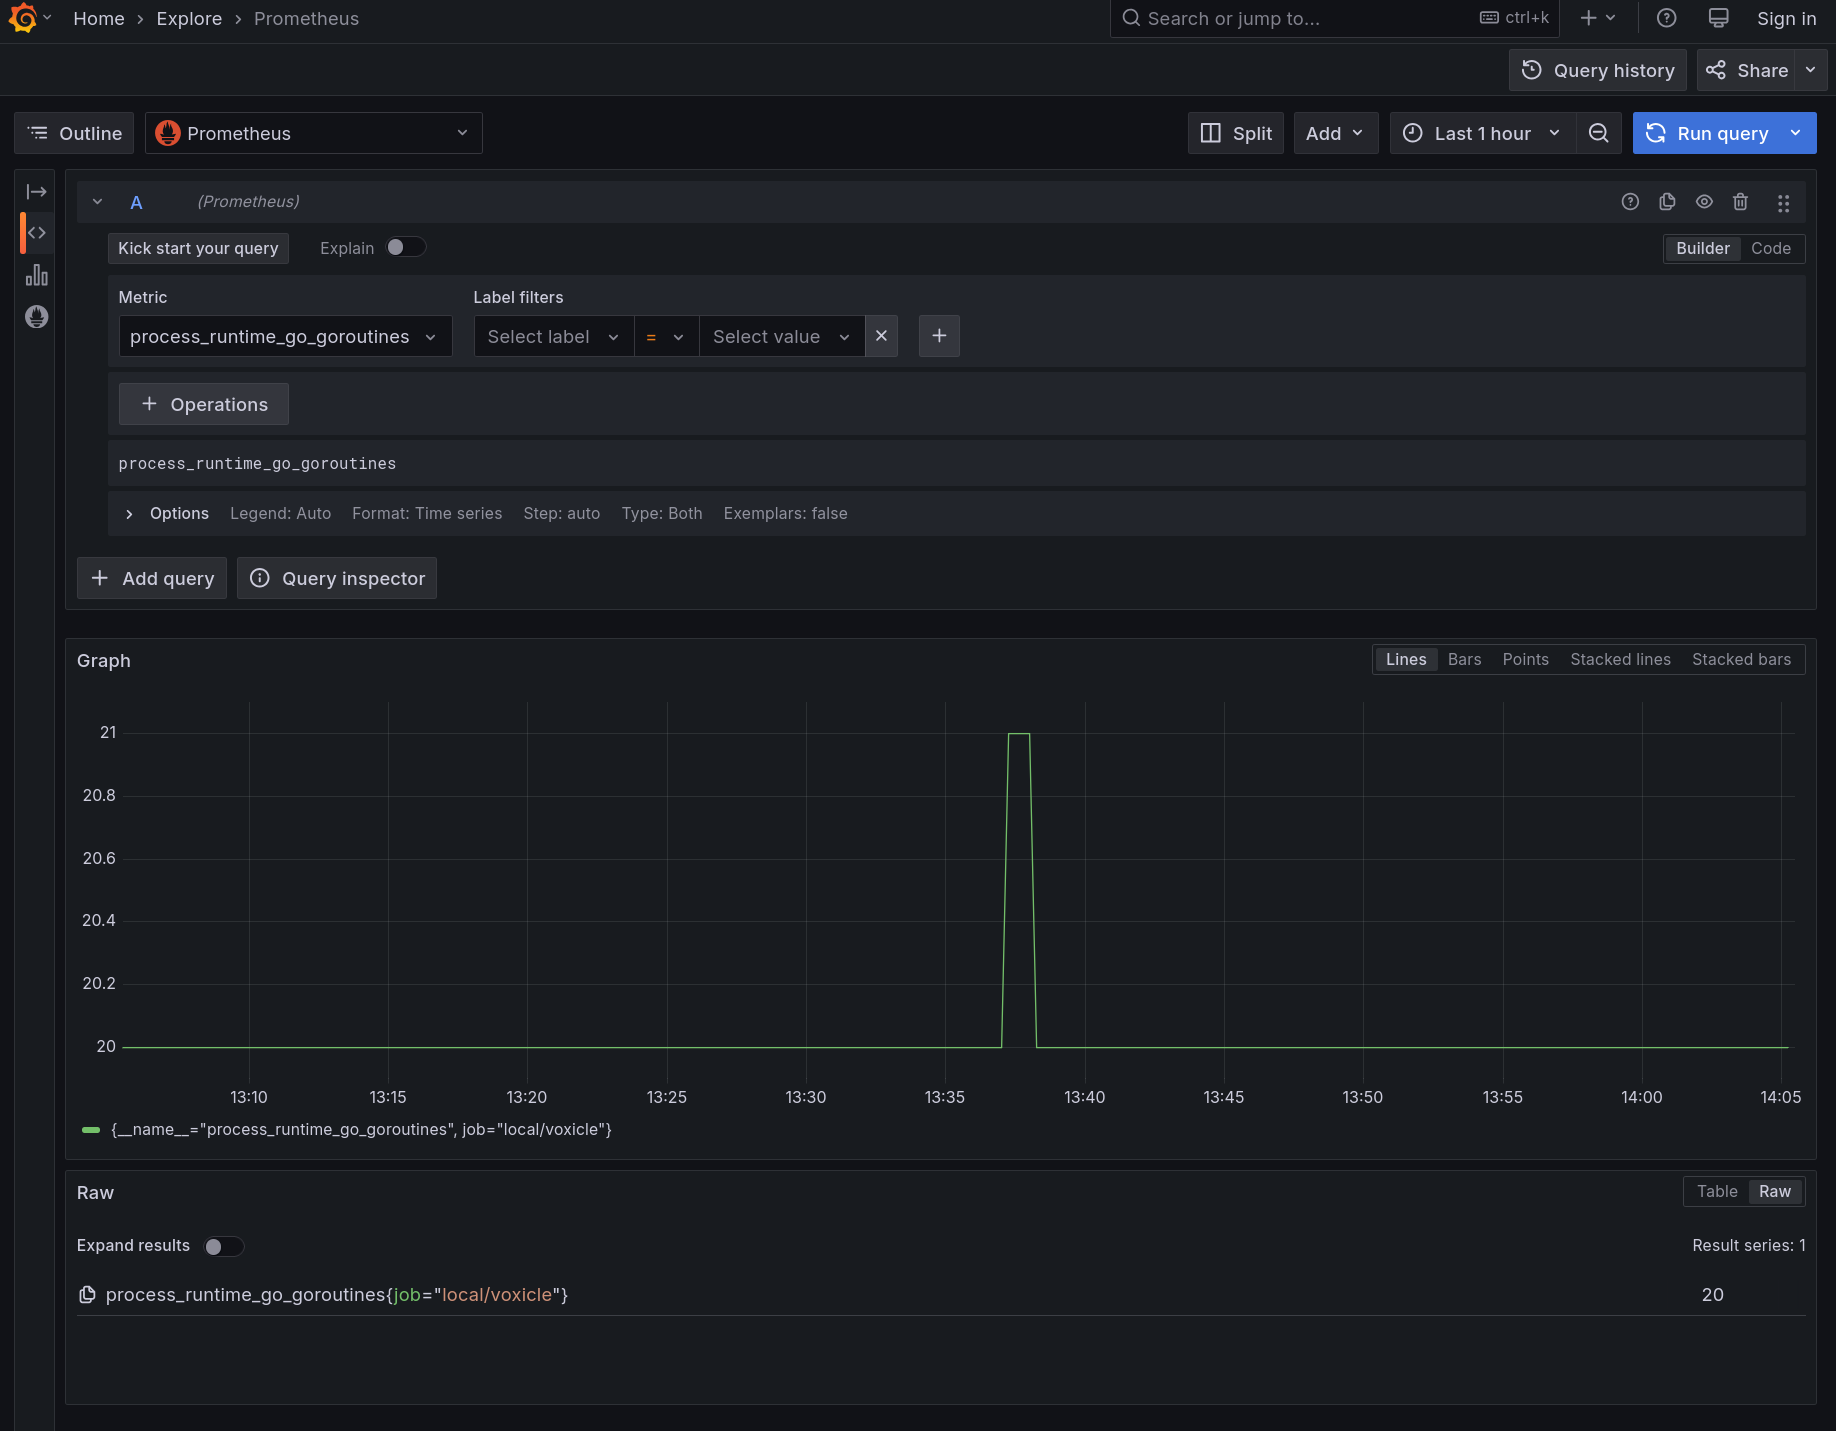 Home › Explore › Prometheus
Search or jump to... ctrl+k
Sign in
Query history Share
Outline Prometheus Split Add Last 1 hour Run query
A (Prometheus)
Kick start your query Explain Builder Code
Metric Label filters
process_runtime_go_goroutines Select label = Select value
+ Operations
process_runtime_go_goroutines
Options Legend: Auto Format: Time series Step: auto Type: Both Exemplars: false
+ Add query Query inspector
Graph Lines Bars Points Stacked lines Stacked bars
21
20.8
20.6
20.4
20.2
20
13:10 13:15 13:20 13:25 13:30 13:35 13:40 13:45 13:50 13:55 14:00 14:05
{__name__="process_runtime_go_goroutines", job="local/voxicle"}
Raw Table Raw
Expand results Result series: 1
process_runtime_go_goroutines{job="local/voxicle"} 20